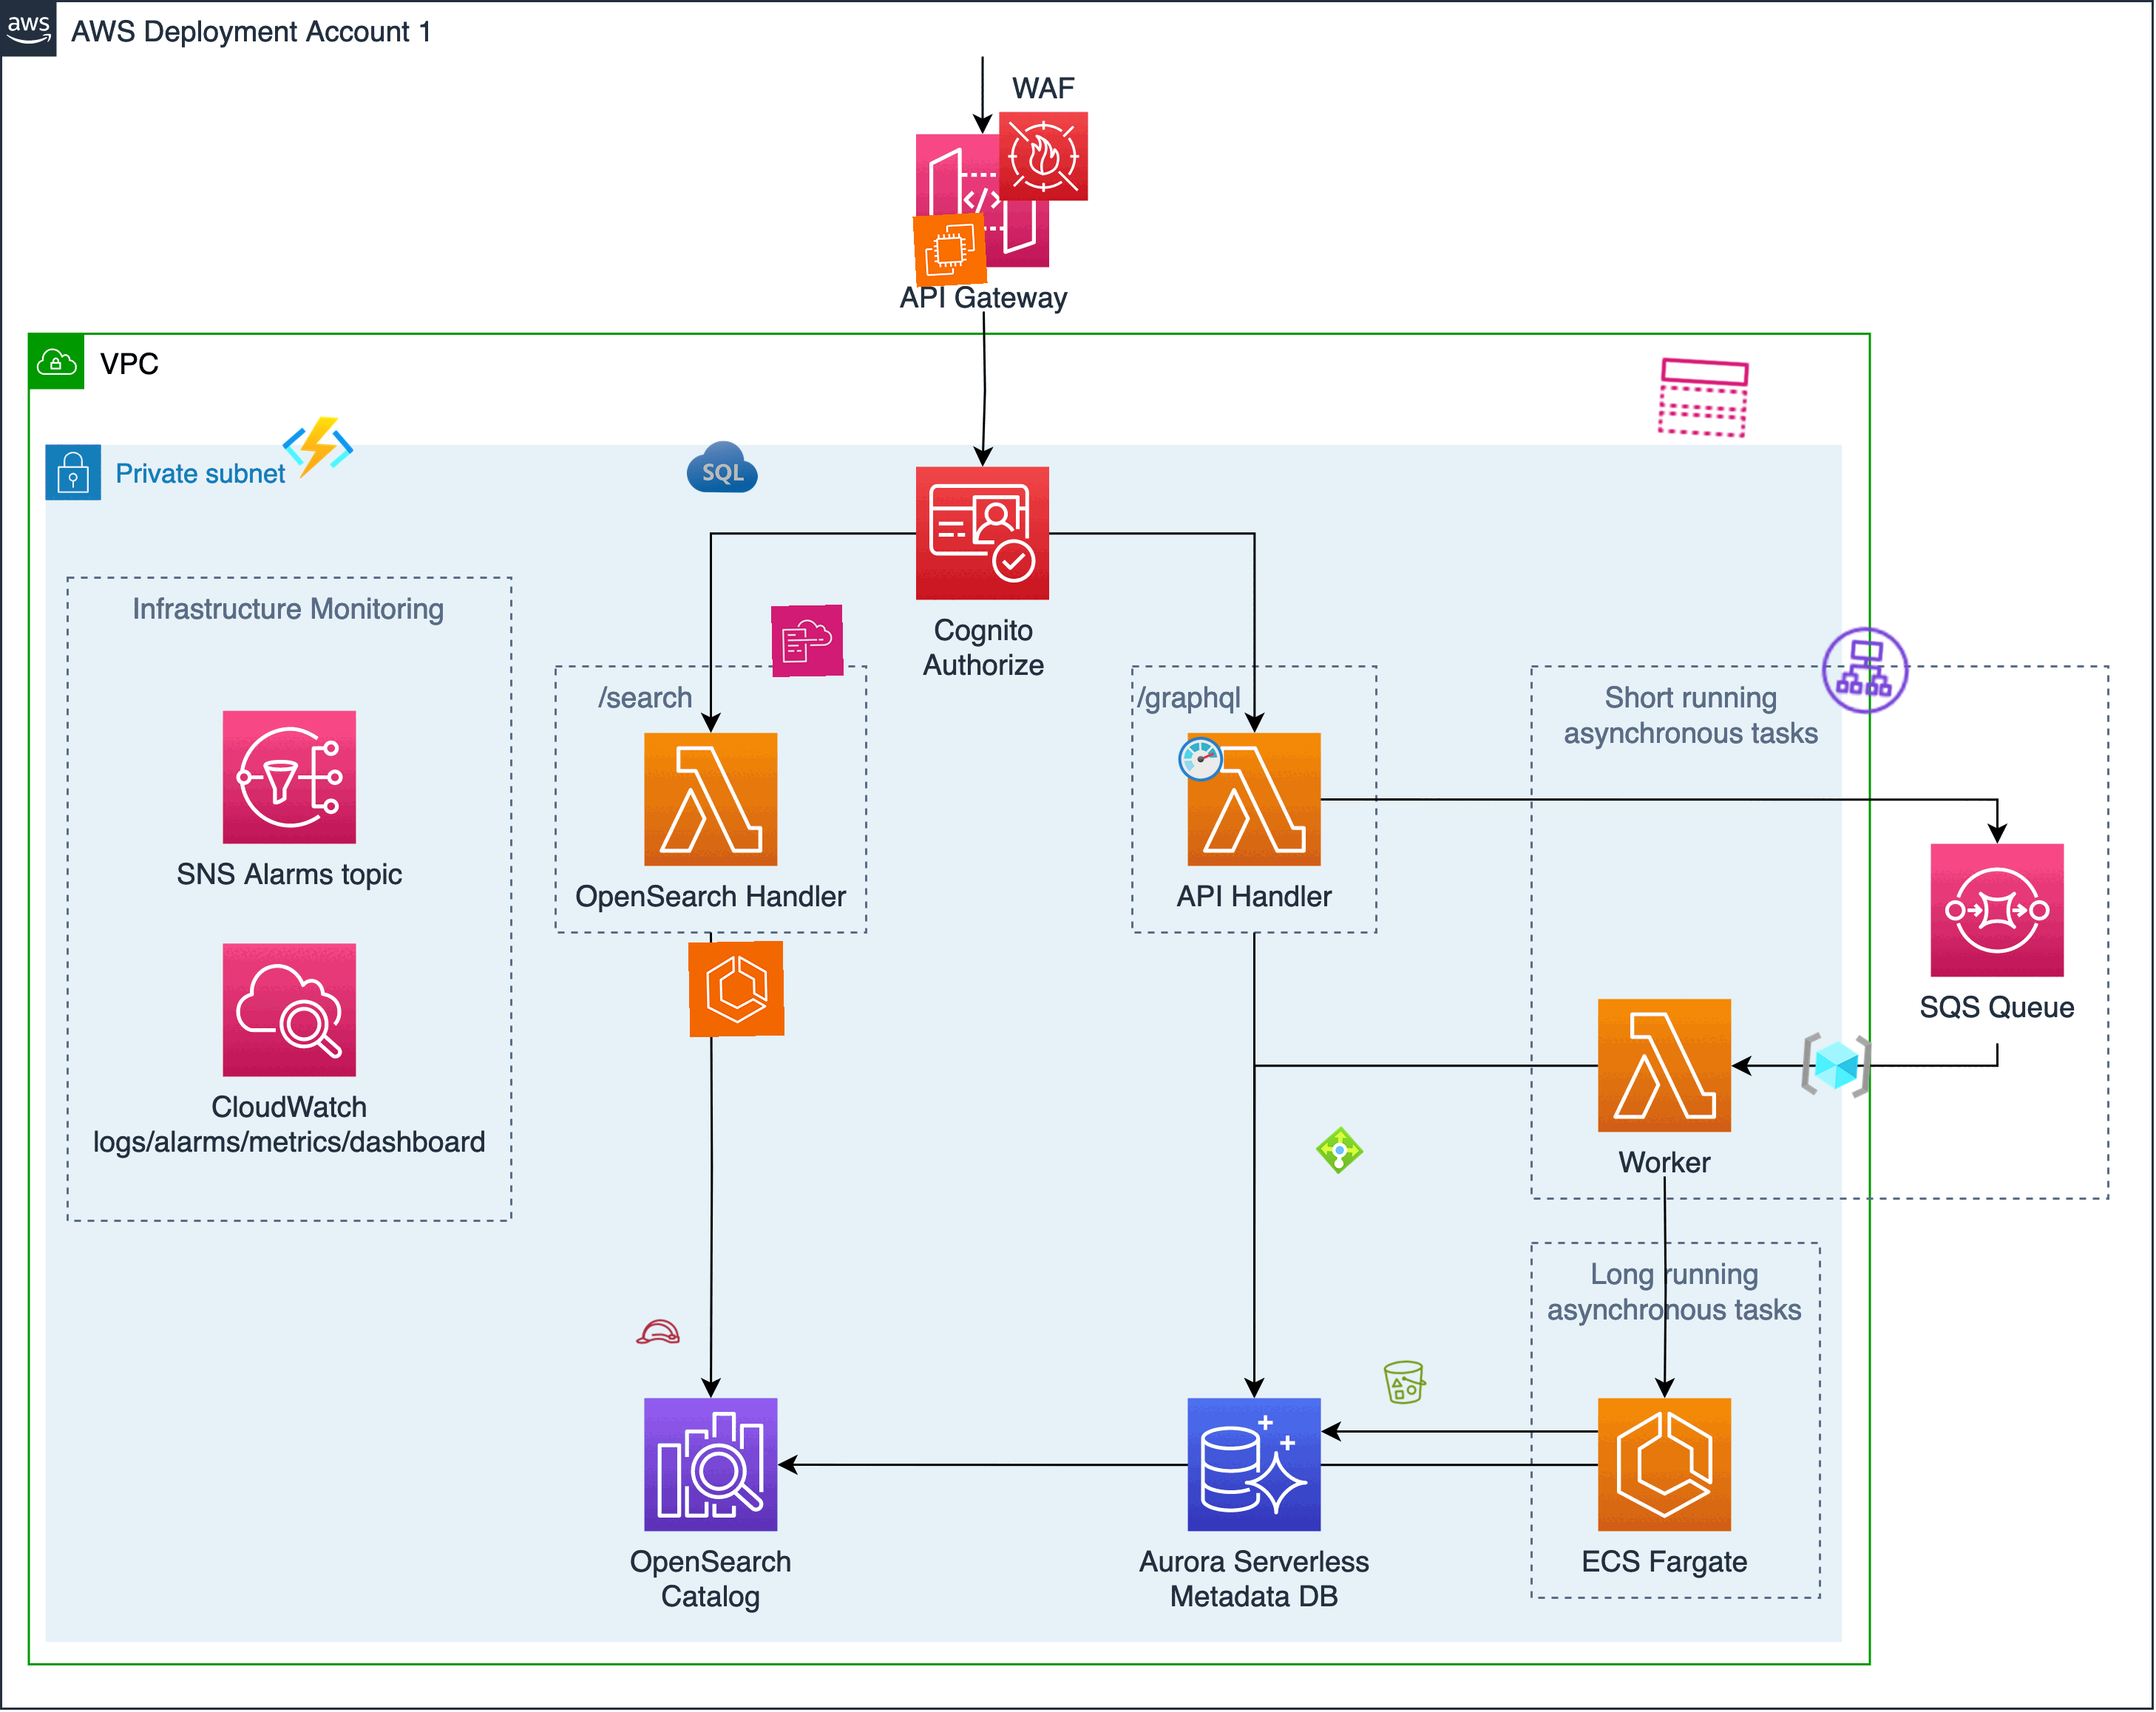 aws
AWS Deployment Account 1
WAF
API Gateway
VPC
Private subnet
SQL
Infrastructure Monitoring
Cognito
Authorize
/search
/graphql
Short running
asynchronous tasks
SNS Alarms topic
OpenSearch Handler
API Handler
SQS Queue
CloudWatch
logs/alarms/metrics/dashboard
Worker
Long running
asynchronous tasks
OpenSearch
Catalog
Aurora Serverless
Metadata DB
ECS Fargate